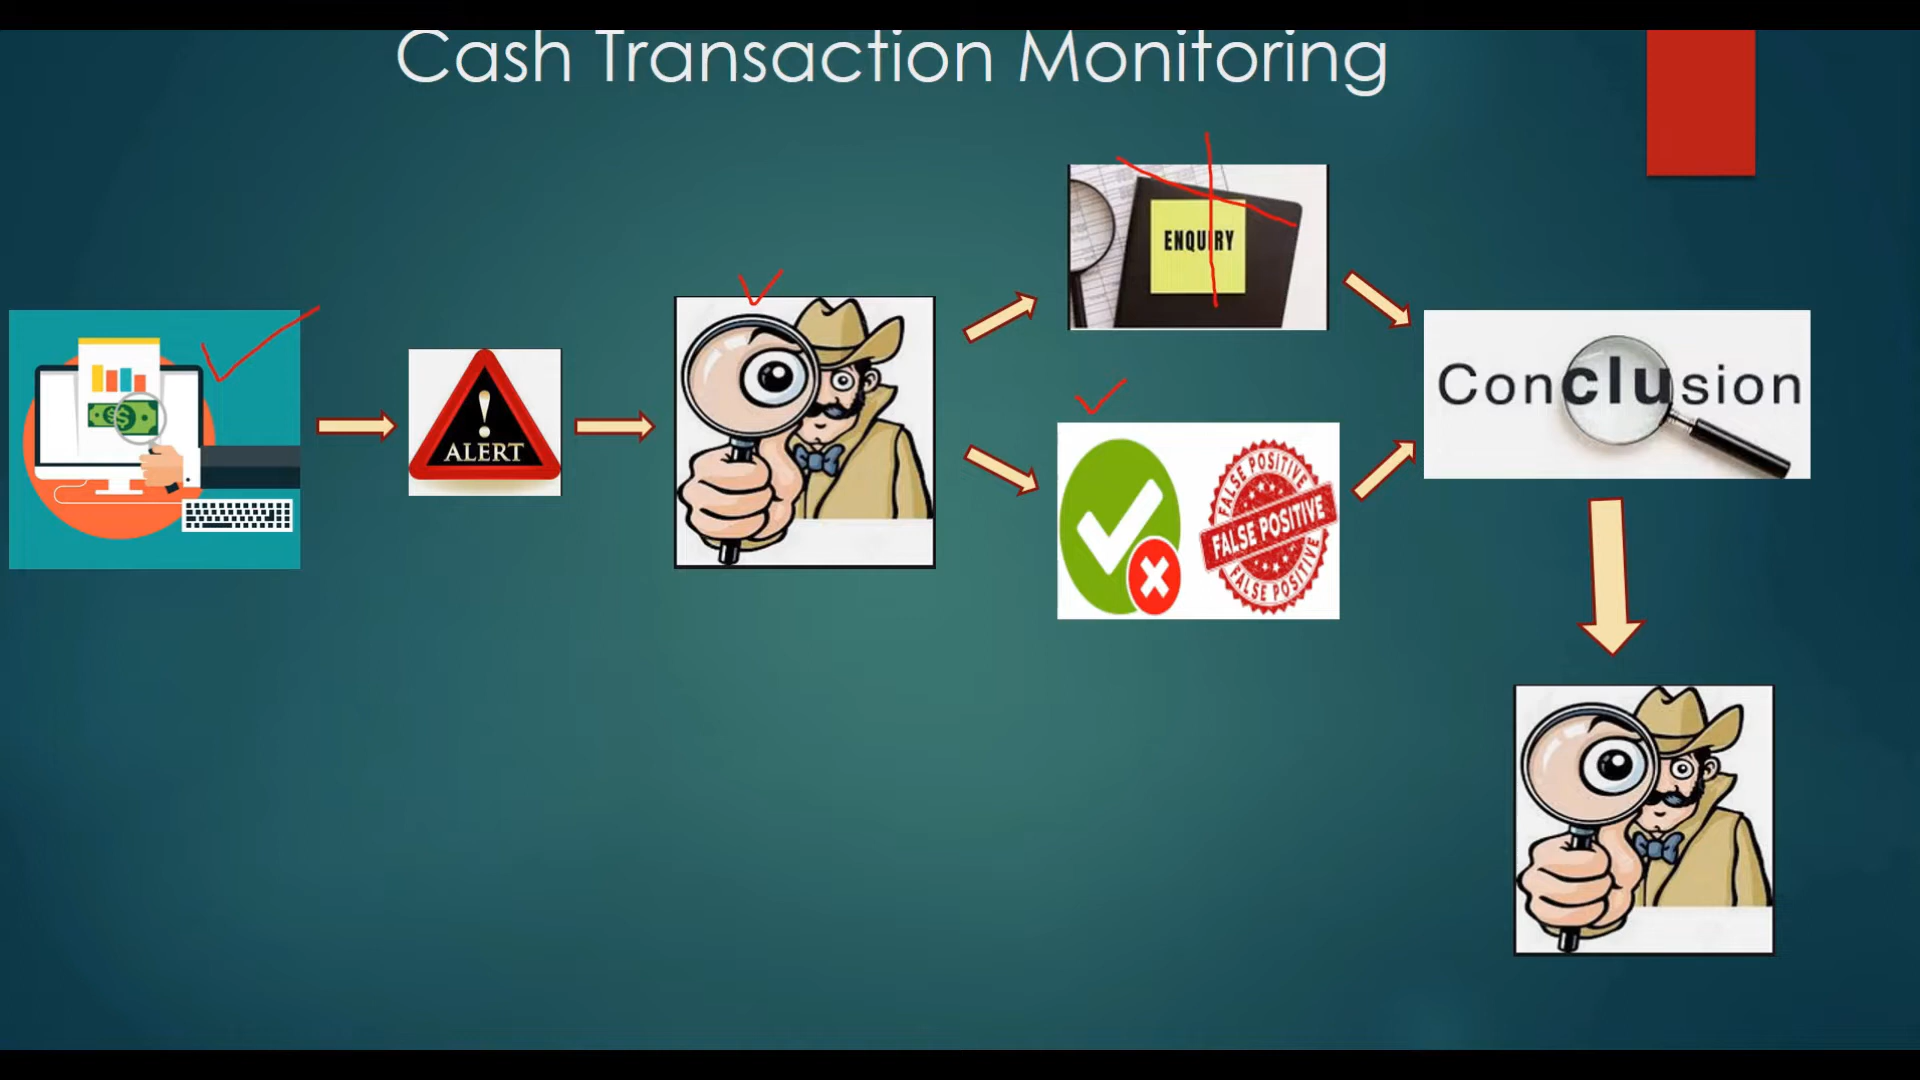 Cash Transaction Monitoring
ENQUIRY
! ALERT
Conclusion
FALSE POSITIVE
FALSE POSITIVE
FALSE POSITIVE